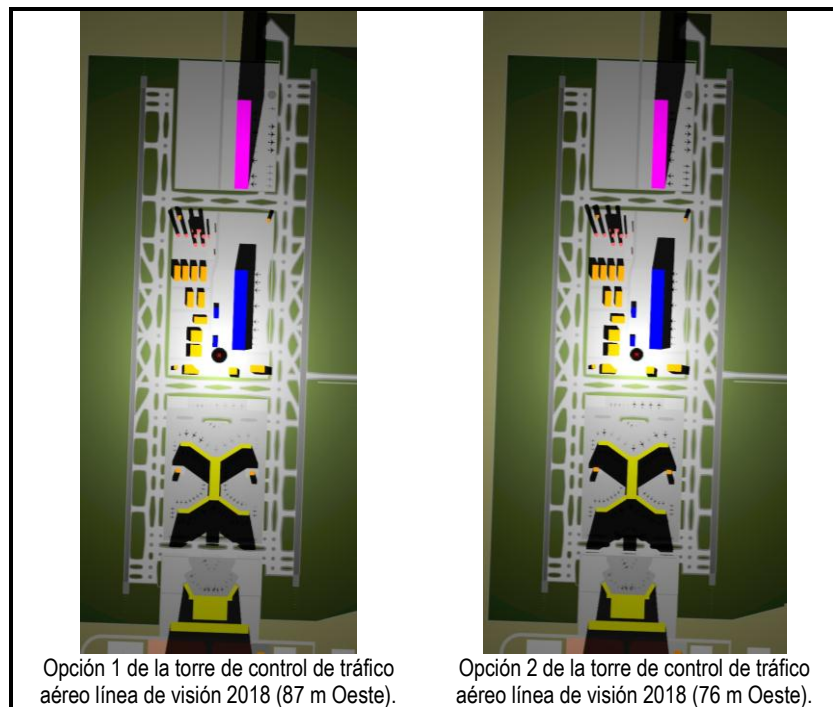 Opción 1 de la torre de control de tráfico
aéreo línea de visión 2018 (87 m Oeste).
Opción 2 de la torre de control de tráfico
aéreo línea de visión 2018 (76 m Oeste).